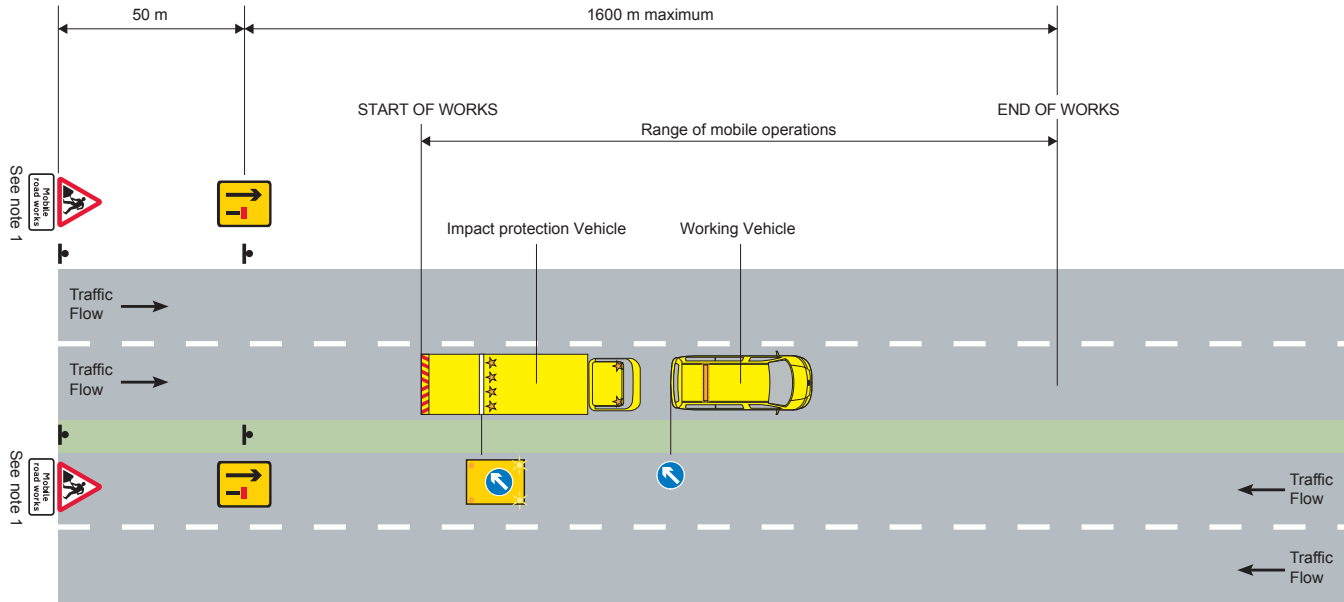 50 m
1600 m maximum
START OF WORKS
END OF WORKS
Range of mobile operations
Mobile
road works
See note 1
Impact protection Vehicle
Working Vehicle
Traffic
Flow
Traffic
Flow
Mobile
road works
See note 1
Traffic
Flow
Traffic
Flow